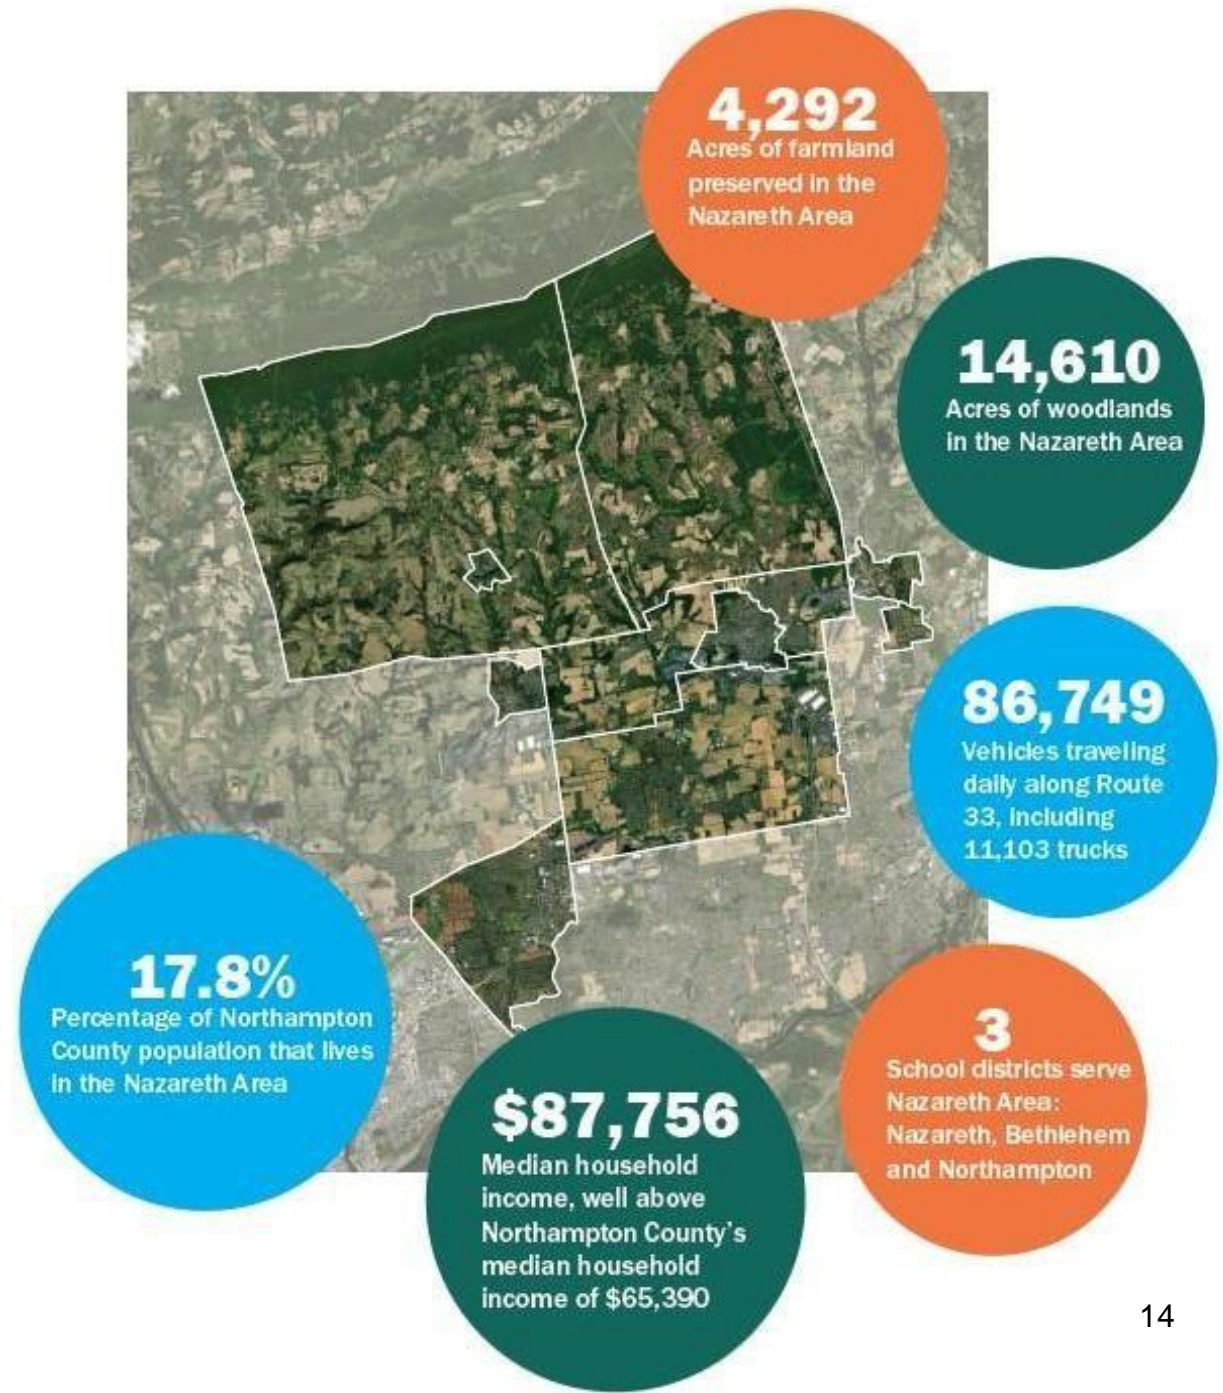 4,292
Acres of farmland
preserved in the
Nazareth Area
14,610
Acres of woodlands
in the Nazareth Area
86,749
Vehicles traveling
daily along Route
33, including
11,103 trucks
17.8%
Percentage of Northampton
County population that lives
in the Nazareth Area
3
School districts serve
Nazareth Area:
Nazareth, Bethlehem
and Northampton
$87,756
Median household
income, well above
Northampton County's
median household
income of $65,390
14